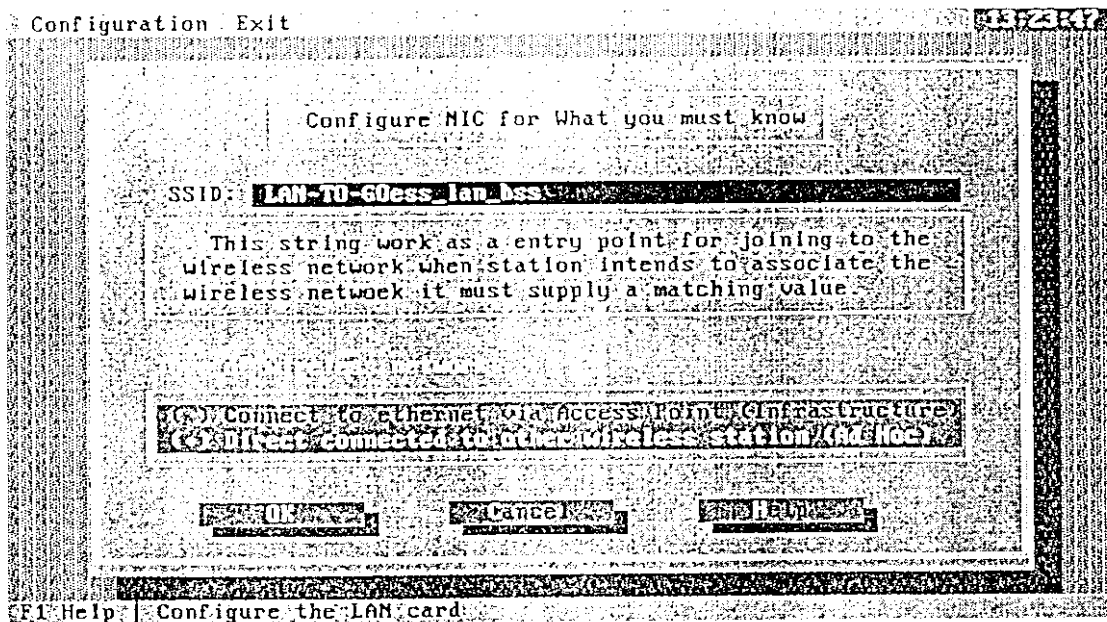 Configuration Exit 13:23:47
Configure NIC for What you must know
SSID: LAN-TO-GOess_lan_bss
This string work as a entry point for joining to the
wireless network when station intends to associate the
wireless netwoek it must supply a matching value
( ) Connect to ethernet via Access Point (Infrastructure)
(•) Direct connected to other wireless station (Ad Hoc)
OK Cancel Help
F1 Help | Configure the LAN card